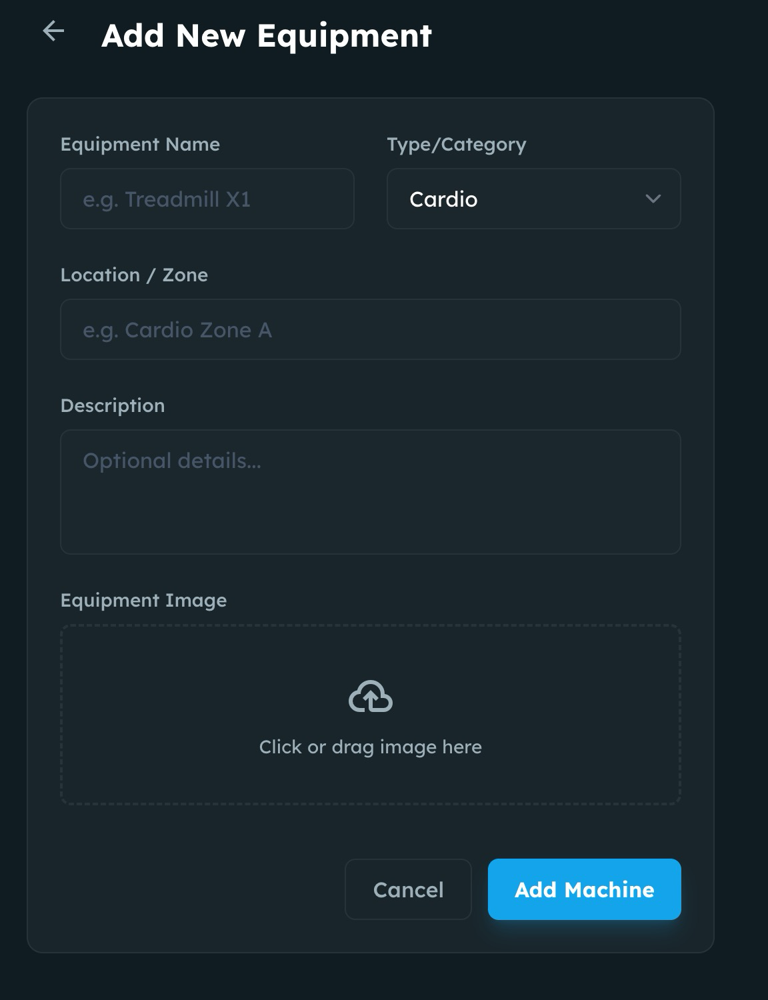 Add New Equipment
Equipment Name
Type/Category
e.g. Treadmill X1
Cardio
Location / Zone
e.g. Cardio Zone A
Description
Optional details...
Equipment Image
Click or drag image here
Cancel
Add Machine